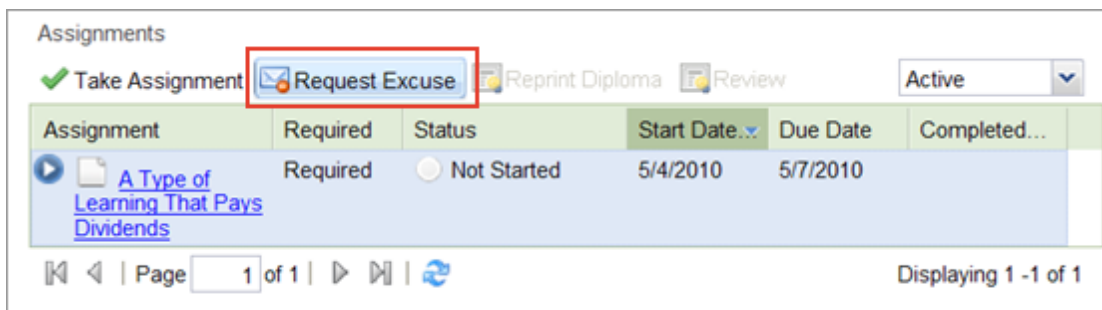 Assignments
Take Assignment Request Excuse Reprint Diploma Review Active
Assignment Required Status Start Date... Due Date Completed...
A Type of Required Not Started 5/4/2010 5/7/2010
Learning That Pays
Dividends
Page 1 of 1 Displaying 1 -1 of 1